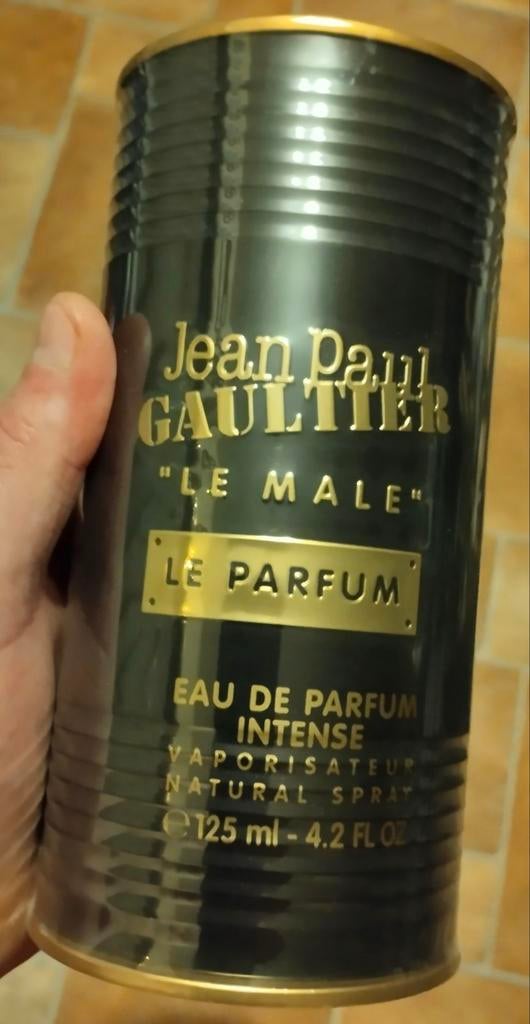 Jean Paul
GAULTIER
"LE MALE"
LE PARFUM
EAU DE PARFUM
INTENSE
VAPORISATEUR
NATURAL SPRAY
℮ 125 ml - 4.2 FL OZ